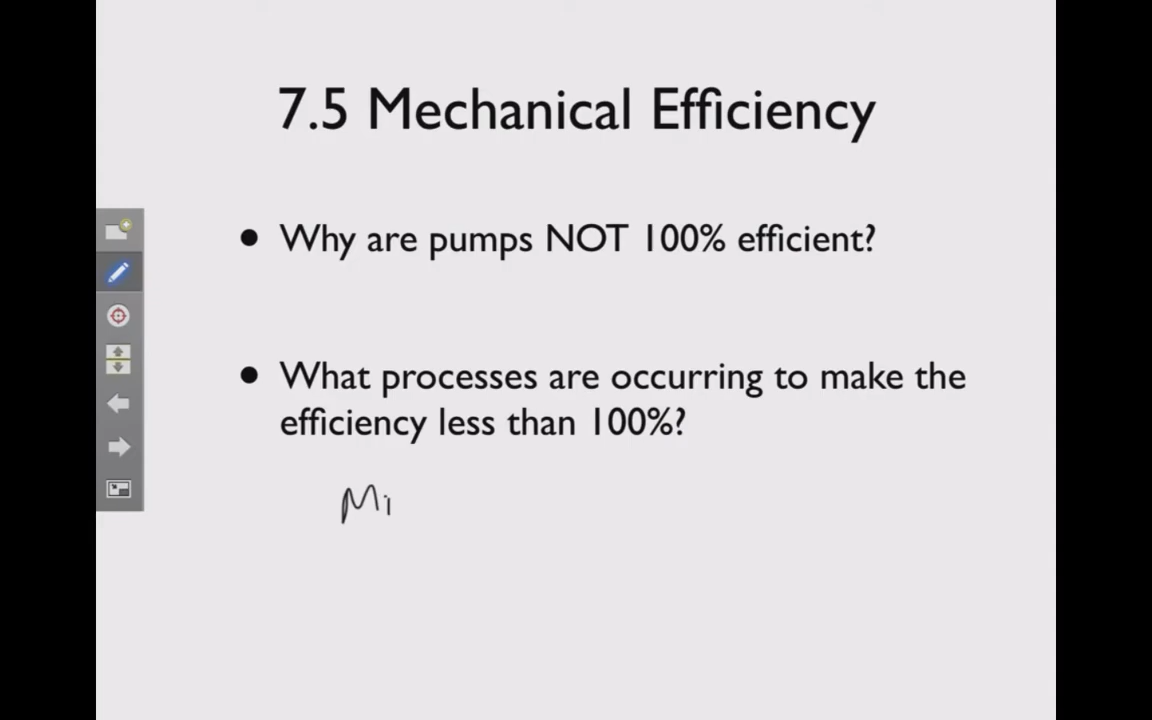 7.5 Mechanical Efficiency
• Why are pumps NOT 100% efficient?
• What processes are occurring to make the
efficiency less than 100%?
Mi